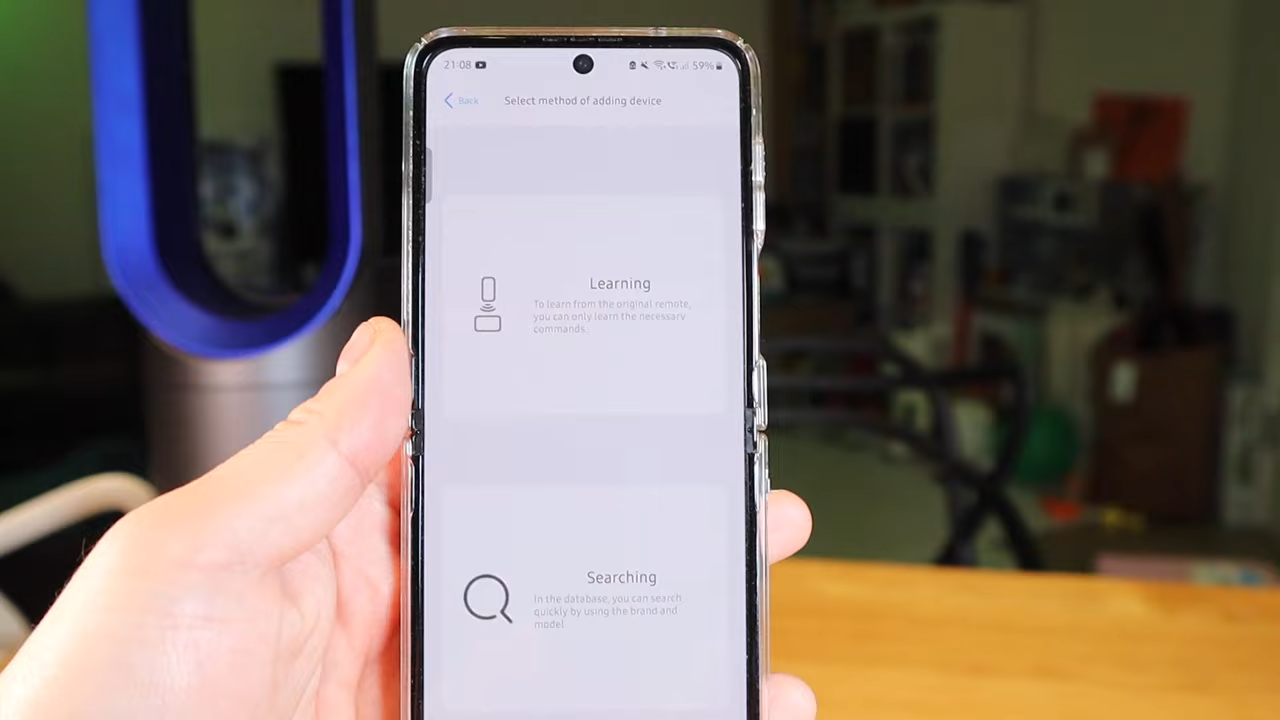 21:08 59%
Back Select method of adding device
Learning
To learn from the original remote,
you can only learn the necessary
commands.
Searching
In the database, you can search
quickly by using the brand and
model